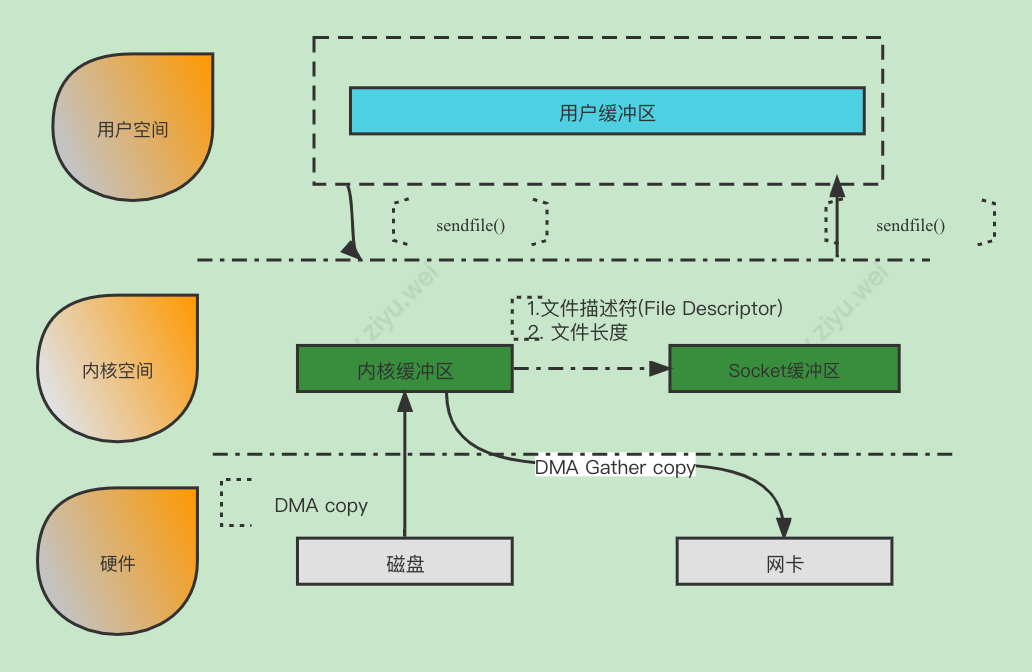 用户空间
用户缓冲区
sendfile()
sendfile()
ziyu.wei
ziyu.wei
1.文件描述符(File Descriptor)
2. 文件长度
内核空间
内核缓冲区
Socket缓冲区
DMA Gather copy
DMA copy
硬件
磁盘
网卡